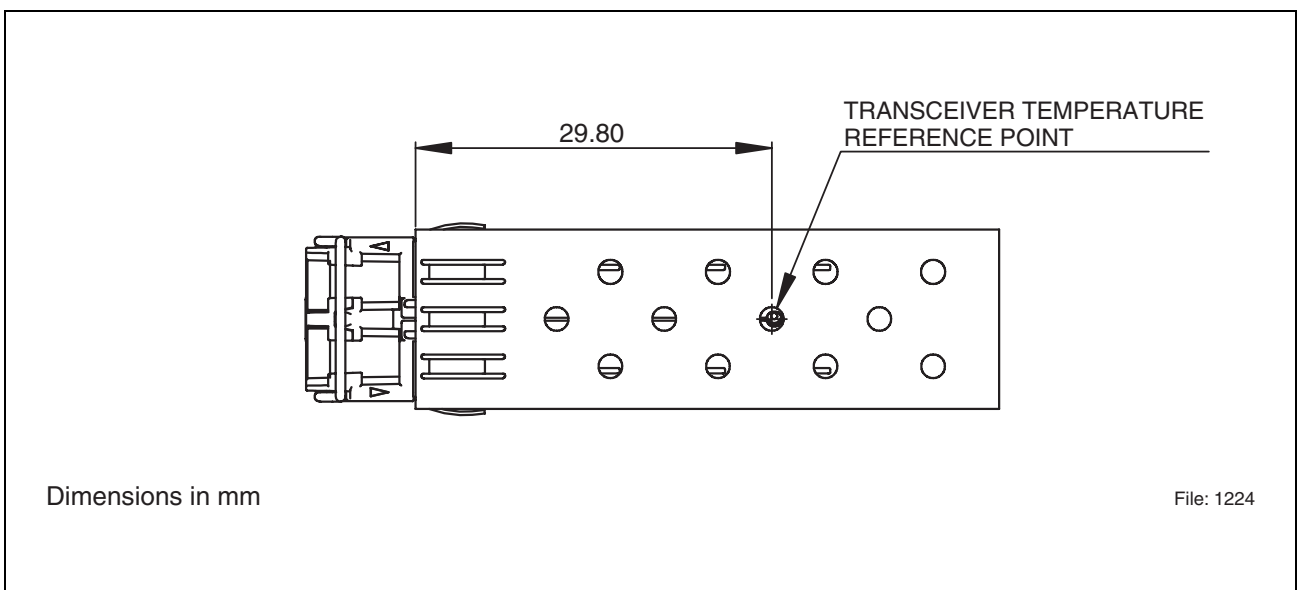 TRANSCEIVER TEMPERATURE
REFERENCE POINT
29.80
Dimensions in mm
File: 1224